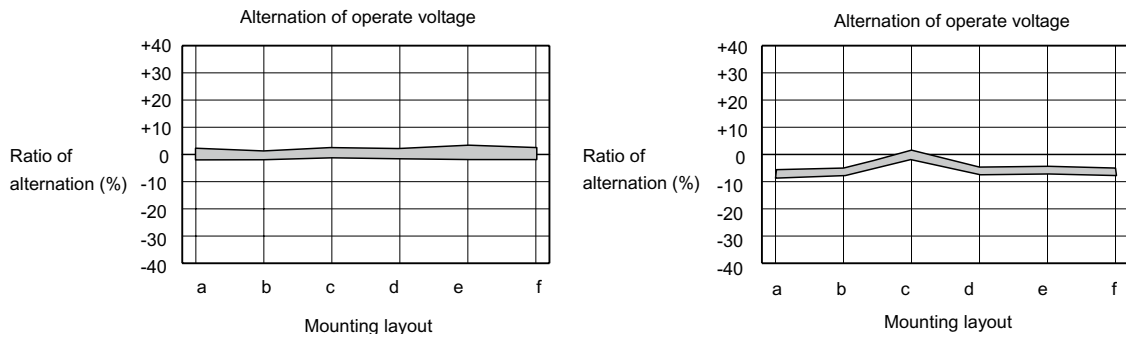 Alternation of operate voltage
+40
+30
+20
+10
0
-10
-20
-30
-40
Ratio of
alternation (%)
a b c d e f
Mounting layout
Alternation of operate voltage
+40
+30
+20
+10
0
-10
-20
-30
-40
Ratio of
alternation (%)
a b c d e f
Mounting layout